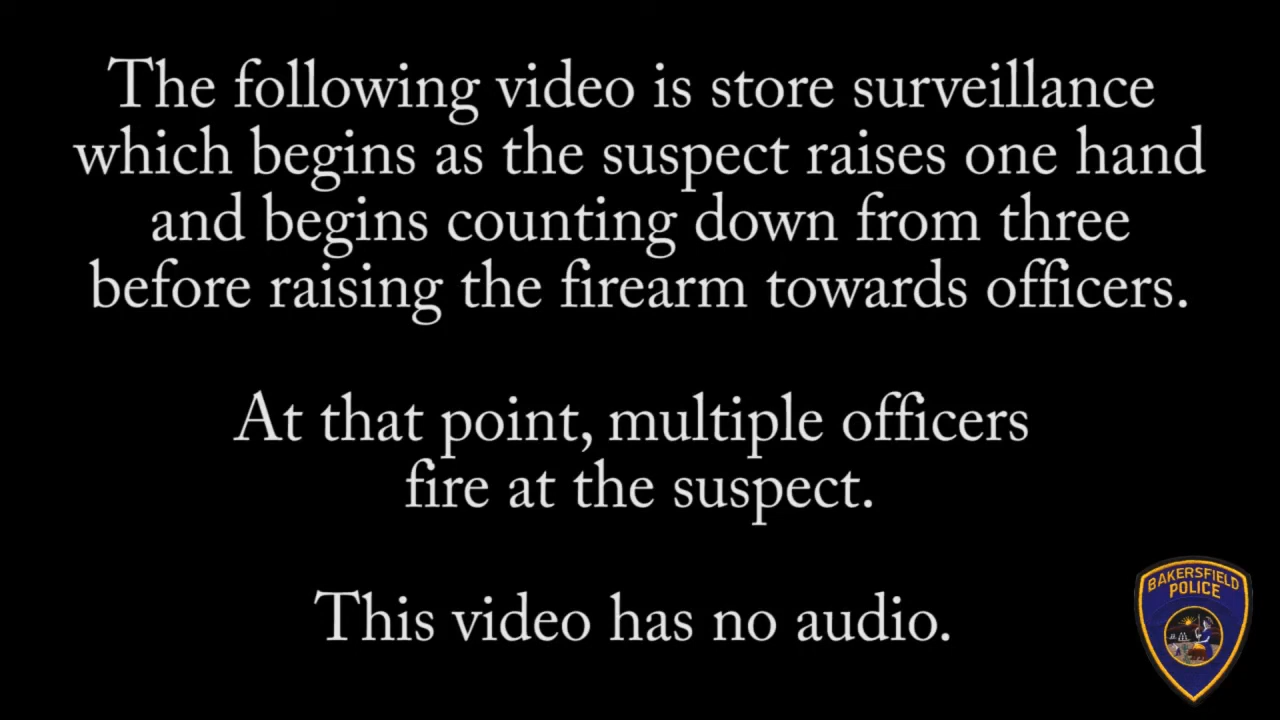 The following video is store surveillance
which begins as the suspect raises one hand
and begins counting down from three
before raising the firearm towards officers.
At that point, multiple officers
fire at the suspect.
This video has no audio.
BAKERSFIELD
POLICE